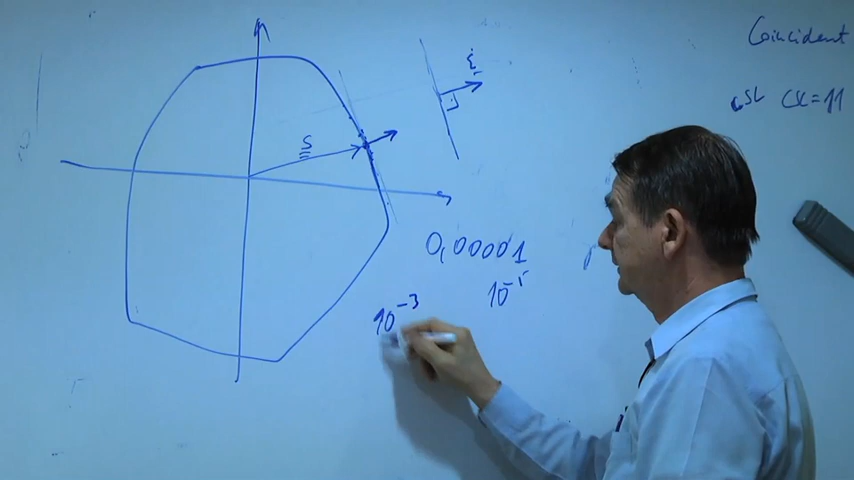 Coincident
CSL CSL=11
S
ε
0,00001
10⁻⁵
10⁻³